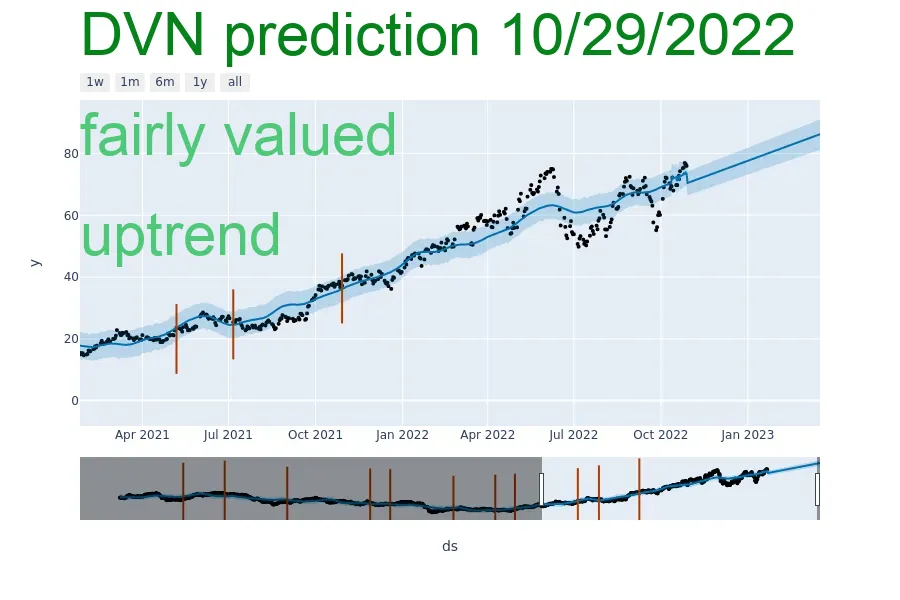 DVN prediction 10/29/2022
1w 1m 6m 1y all
fairly valued
80
60
uptrend
y
40
20
0
Apr 2021 Jul 2021 Oct 2021 Jan 2022 Apr 2022 Jul 2022 Oct 2022 Jan 2023
ds